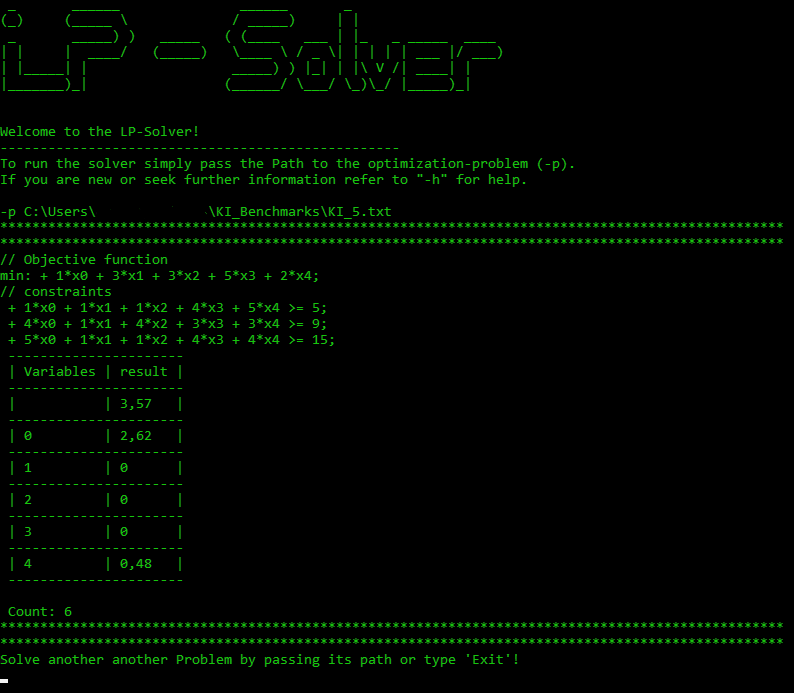 LP - Solver
Welcome to the LP-Solver!
--------------------------------------------------
To run the solver simply pass the Path to the optimization-problem (-p).
If you are new or seek further information refer to "-h" for help.
-p C:\Users\ \KI_Benchmarks\KI_5.txt
**************************************************************************************************
**************************************************************************************************
// Objective function
min: + 1*x0 + 3*x1 + 3*x2 + 5*x3 + 2*x4;
// constraints
+ 1*x0 + 1*x1 + 1*x2 + 4*x3 + 5*x4 >= 5;
+ 4*x0 + 1*x1 + 4*x2 + 3*x3 + 3*x4 >= 9;
+ 5*x0 + 1*x1 + 1*x2 + 4*x3 + 4*x4 >= 15;
----------------------
| Variables | result |
----------------------
| | 3,57 |
----------------------
| 0 | 2,62 |
----------------------
| 1 | 0 |
----------------------
| 2 | 0 |
----------------------
| 3 | 0 |
----------------------
| 4 | 0,48 |
----------------------
Count: 6
**************************************************************************************************
**************************************************************************************************
Solve another another Problem by passing its path or type 'Exit'!